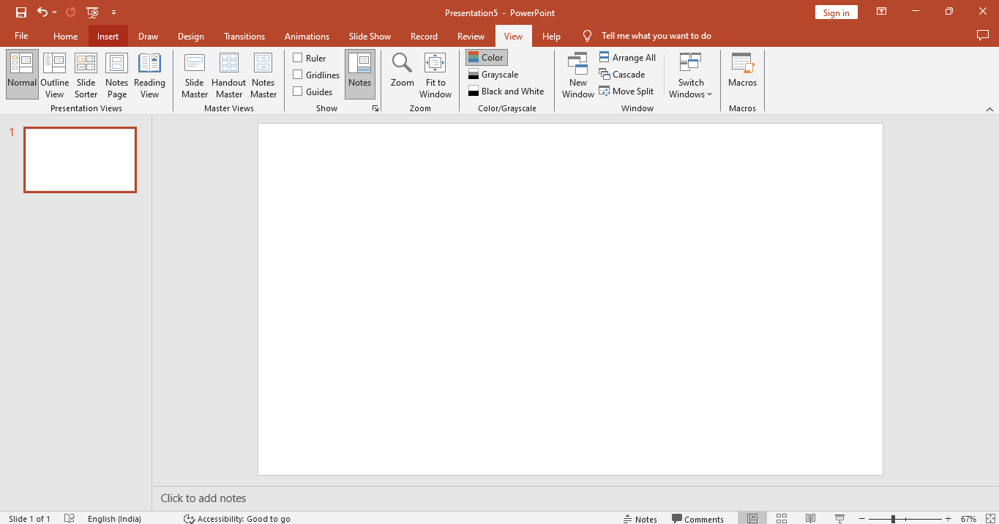 Presentation5 - PowerPoint
Sign in
File Home Insert Draw Design Transitions Animations Slide Show Record Review View Help Tell me what you want to do
Normal
Outline View
Slide Sorter
Notes Page
Reading View
Presentation Views
Slide Master
Handout Master
Notes Master
Master Views
Ruler
Gridlines
Guides
Notes
Show
Zoom
Fit to Window
Zoom
Color
Grayscale
Black and White
Color/Grayscale
New Window
Arrange All
Cascade
Move Split
Switch Windows
Window
Macros
Macros
1
Click to add notes
Slide 1 of 1 English (India) Accessibility: Good to go Notes Comments 67%